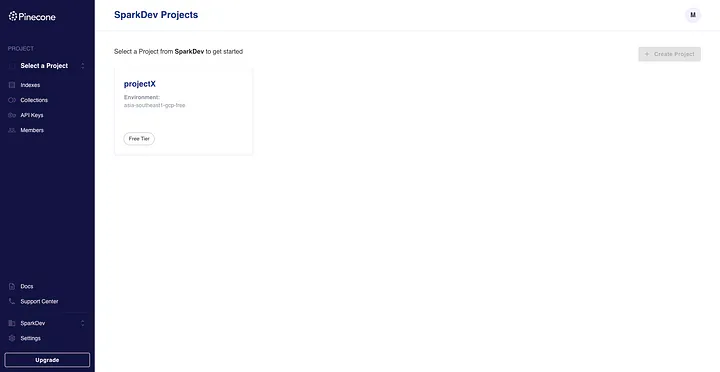 Pinecone
PROJECT
Select a Project
Indexes
Collections
API Keys
Members
Docs
Support Center
SparkDev
Settings
Upgrade
SparkDev Projects
M
Select a Project from SparkDev to get started
+ Create Project
projectX
Environment:
asia-southeast1-gcp-free
Free Tier